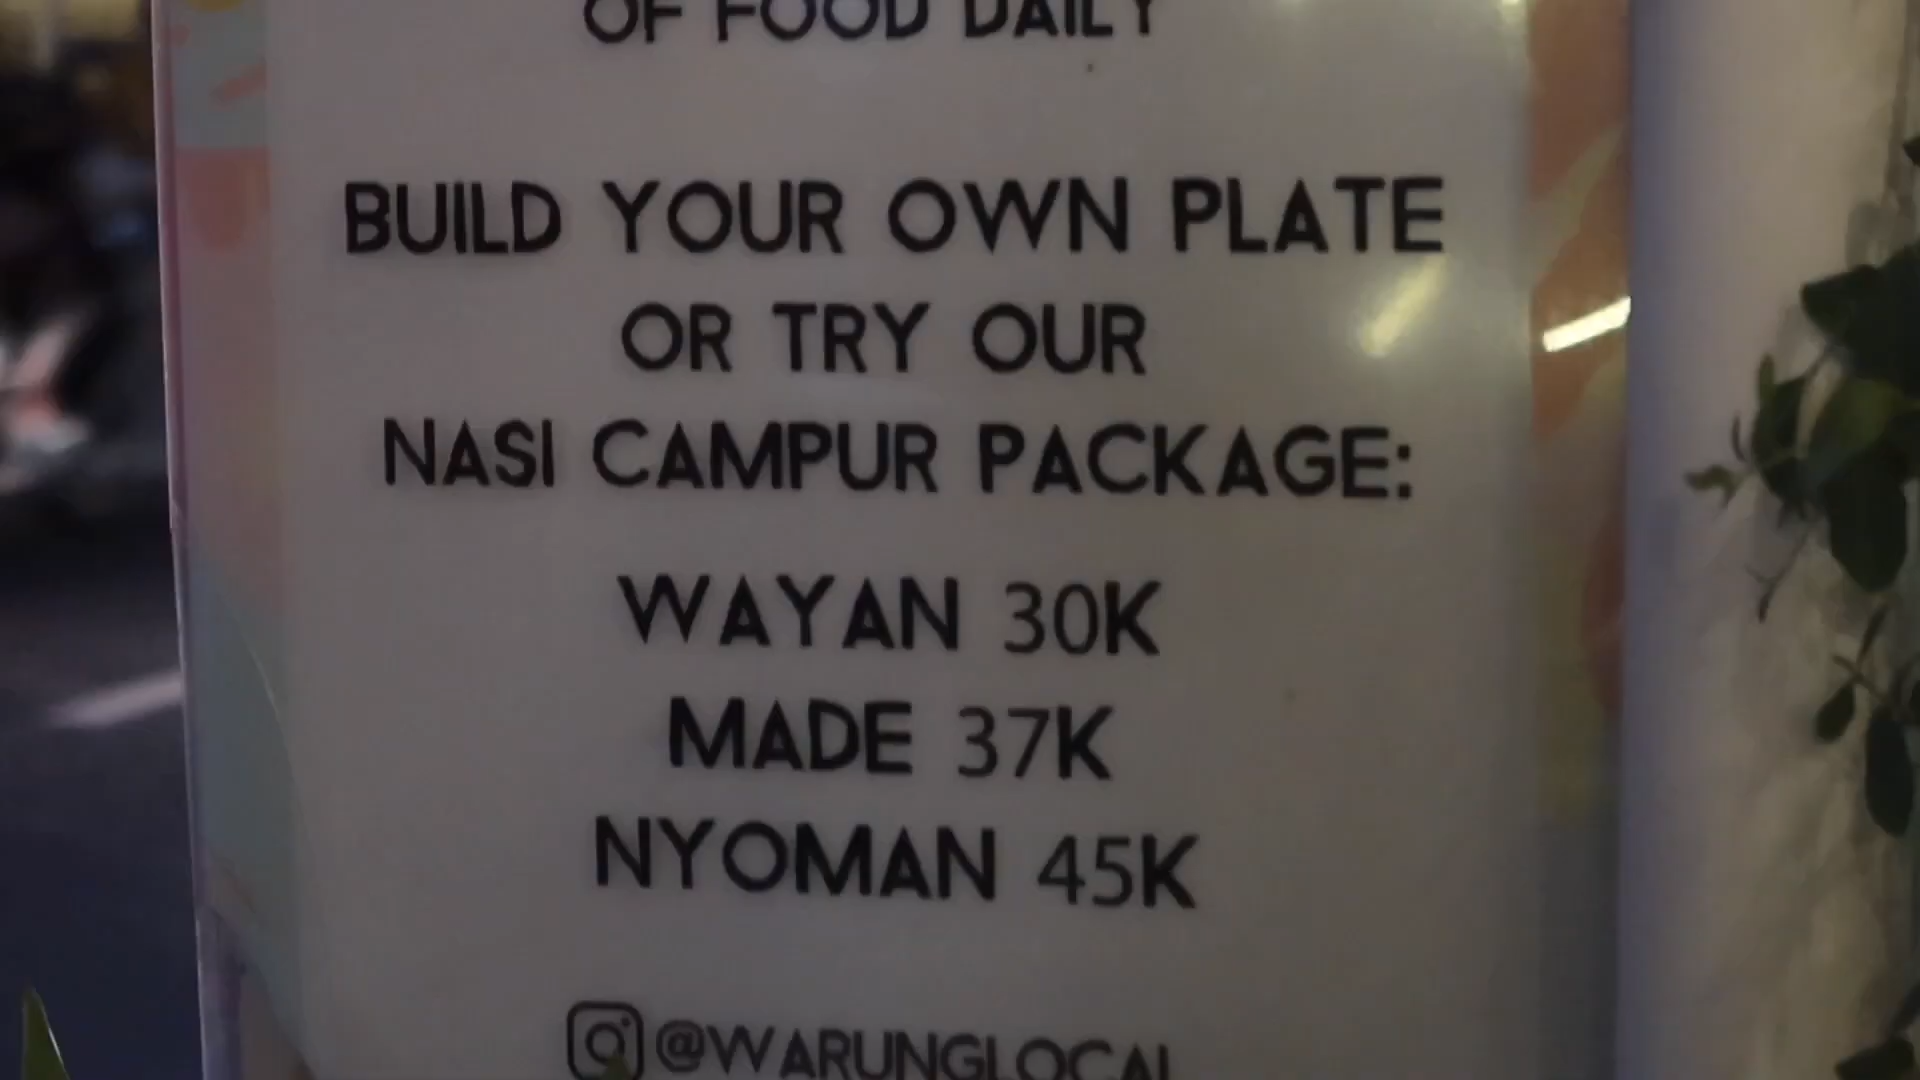 OF FOOD DAILY
BUILD YOUR OWN PLATE
OR TRY OUR
NASI CAMPUR PACKAGE:
WAYAN 30K
MADE 37K
NYOMAN 45K
@WARUNGLOCAL